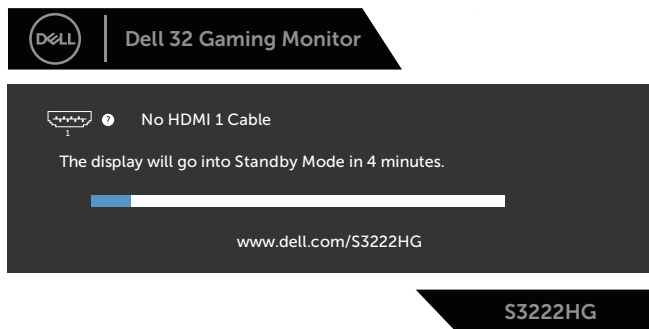 DELL
Dell 32 Gaming Monitor
1
?
No HDMI 1 Cable
The display will go into Standby Mode in 4 minutes.
www.dell.com/S3222HG
S3222HG